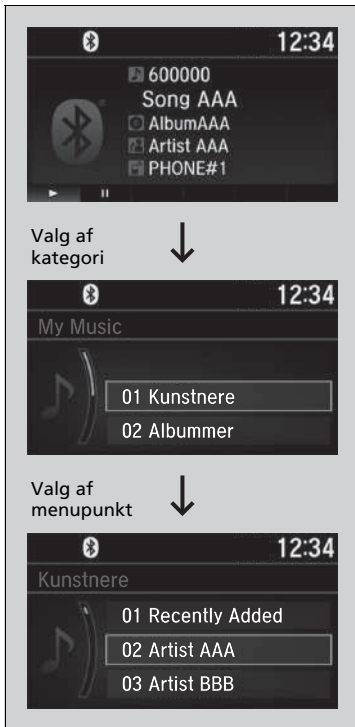 12:34
600000
Song AAA
AlbumAAA
Artist AAA
PHONE#1
Valg af
kategori
12:34
My Music
01 Kunstnere
02 Albummer
Valg af
menupunkt
12:34
Kunstnere
01 Recently Added
02 Artist AAA
03 Artist BBB